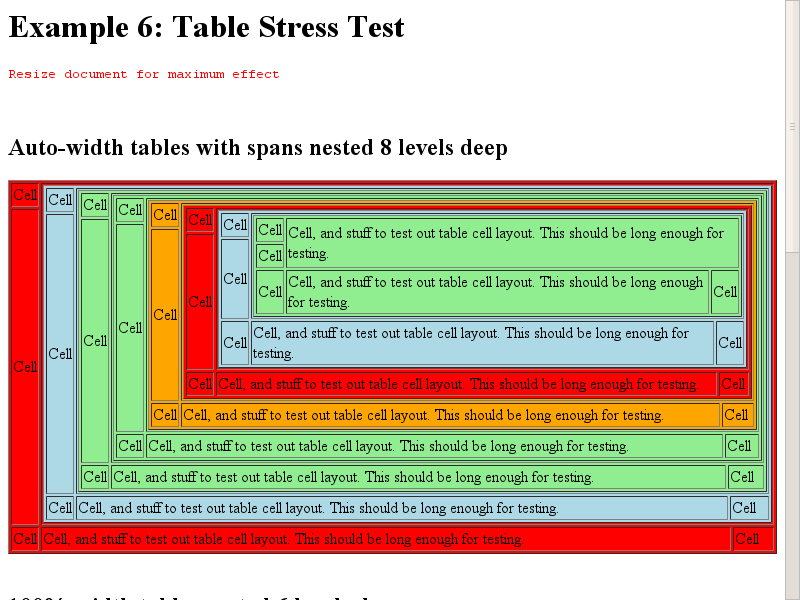 Example 6: Table Stress Test
Resize document for maximum effect
Auto-width tables with spans nested 8 levels deep
Cell
Cell
Cell
Cell
Cell
Cell
Cell
Cell
Cell, and stuff to test out table cell layout. This should be long enough for
testing.
Cell
Cell
Cell, and stuff to test out table cell layout. This should be long enough
for testing.
Cell
Cell
Cell
Cell, and stuff to test out table cell layout. This should be long enough for
testing.
Cell
Cell
Cell
Cell, and stuff to test out table cell layout. This should be long enough for testing.
Cell
Cell
Cell
Cell, and stuff to test out table cell layout. This should be long enough for testing.
Cell
Cell
Cell
Cell, and stuff to test out table cell layout. This should be long enough for testing.
Cell
Cell
Cell
Cell, and stuff to test out table cell layout. This should be long enough for testing.
Cell
Cell
Cell
Cell, and stuff to test out table cell layout. This should be long enough for testing.
Cell
Cell
Cell
Cell, and stuff to test out table cell layout. This should be long enough for testing.
Cell